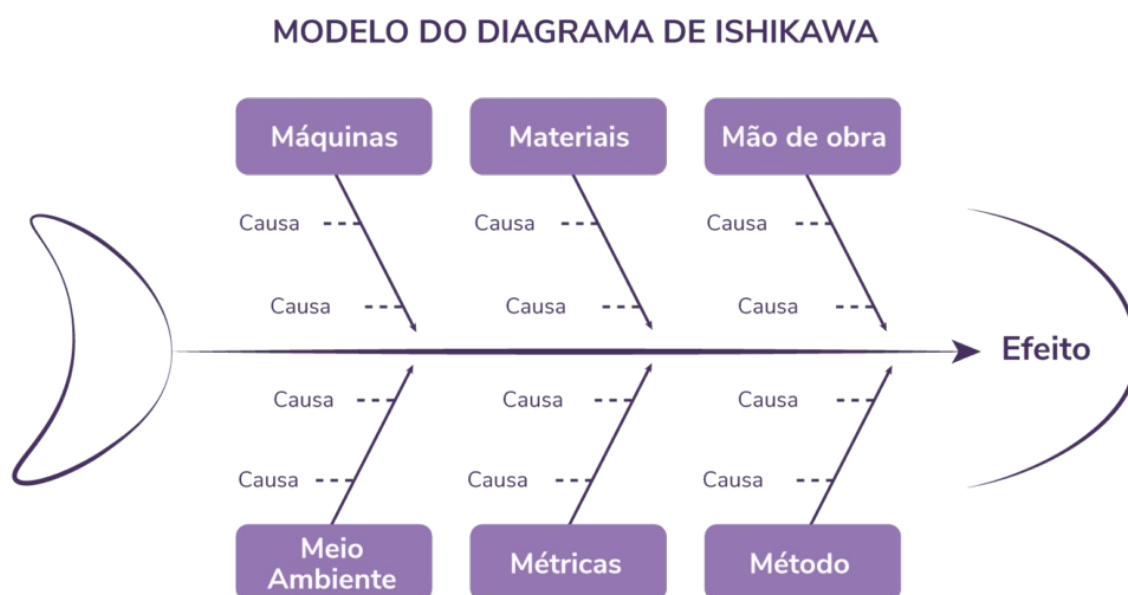 MODELO DO DIAGRAMA DE ISHIKAWA
Máquinas
Materiais
Mão de obra
Causa
Causa
Causa
Causa
Causa
Causa
Efeito
Causa
Causa
Causa
Causa
Causa
Causa
Meio
Ambiente
Métricas
Método